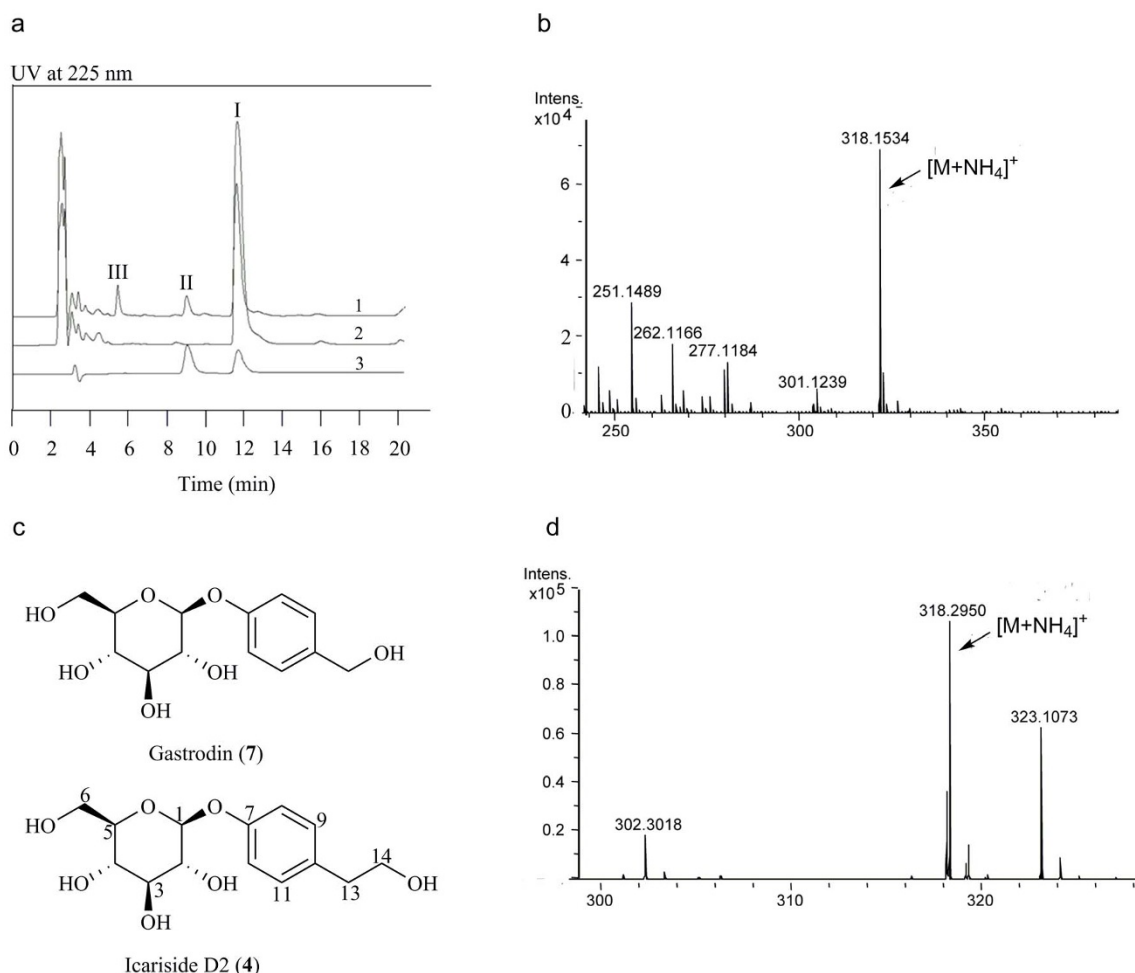 a
UV at 225 nm
I
III
II
1
2
3
0 2 4 6 8 10 12 14 16 18 20
Time (min)
b
Intens.
x10⁴
318.1534
[M+NH₄]⁺
6
4
251.1489
262.1166
2
277.1184
301.1239
0
250 300 350
c
HO
O
O
HO
OH
OH
OH
Gastrodin (7)
6
HO
O
1
O
7
9
5
14
HO
3
OH
11
13
OH
OH
Icariside D2 (4)
d
Intens.
x10⁵
318.2950
[M+NH₄]⁺
1.0
0.8
323.1073
0.6
0.4
302.3018
0.2
300 310 320